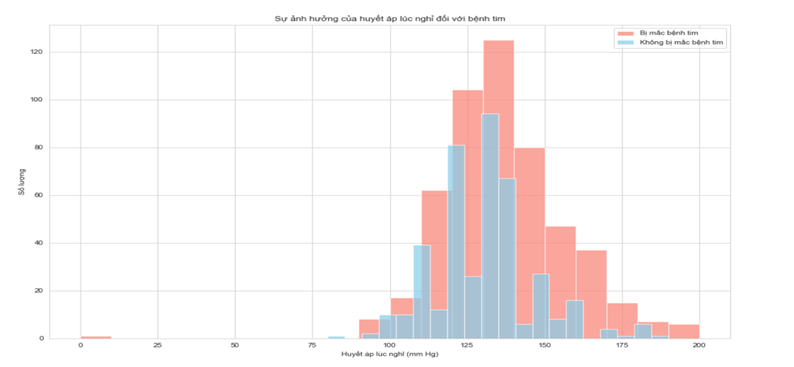 Sự ảnh hưởng của huyết áp lúc nghỉ đối với bệnh tim
Bị mắc bệnh tim
Không bị mắc bệnh tim
Số lượng
120
100
80
60
40
20
0
0 25 50 75 100 125 150 175 200
Huyết áp lúc nghỉ (mm Hg)